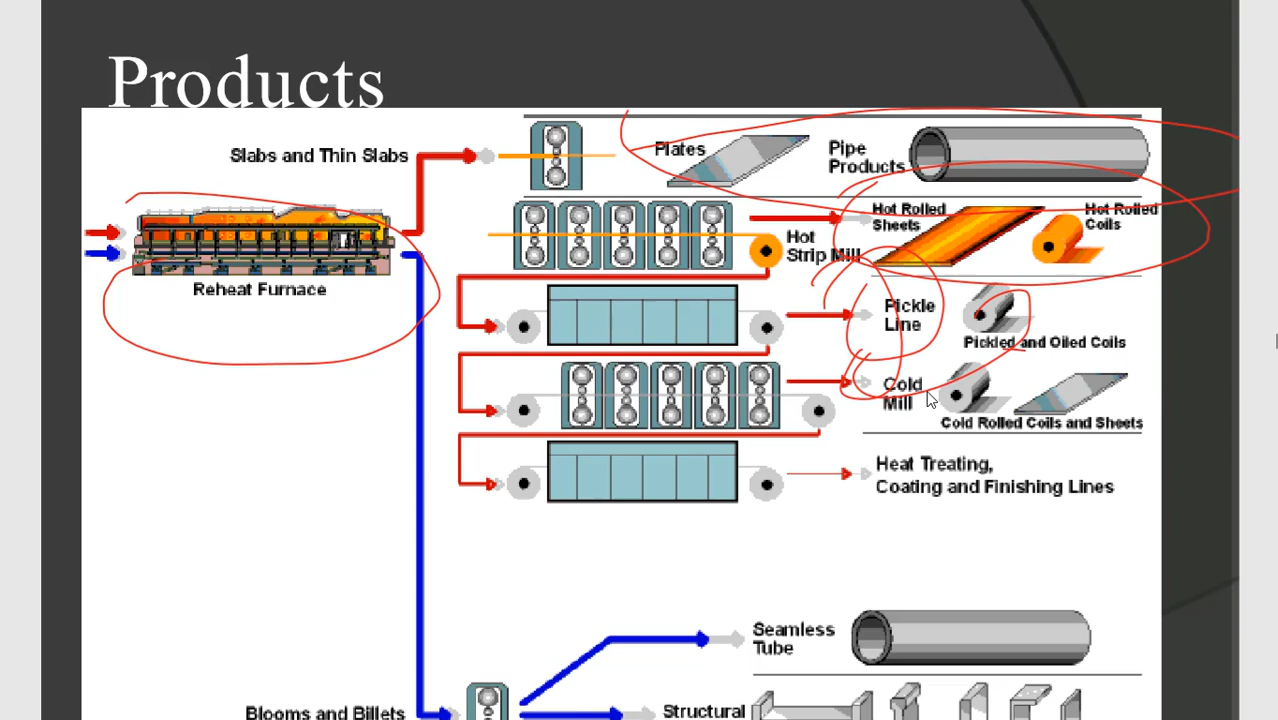 Products
Slabs and Thin Slabs
Plates
Pipe
Products
Reheat Furnace
Hot Rolled
Sheets
Hot Rolled
Coils
Hot
Strip Mill
Pickle
Line
Pickled and Oiled Coils
Cold
Mill
Cold Rolled Coils and Sheets
Heat Treating,
Coating and Finishing Lines
Seamless
Tube
Blooms and Billets
Structural